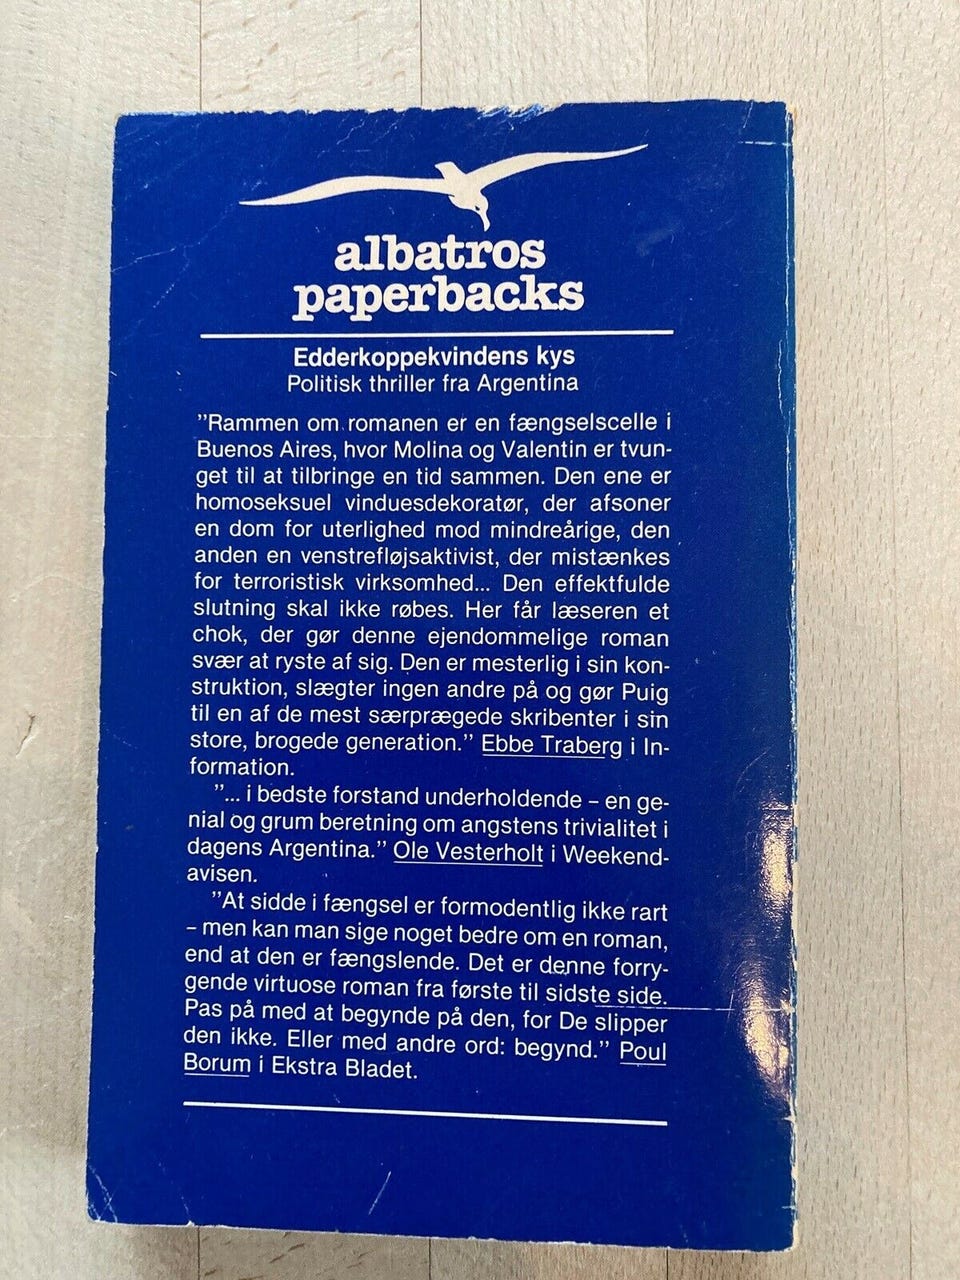 albatros
paperbacks
Edderkoppekvindens kys
Politisk thriller fra Argentina
”Rammen om romanen er en fængselscelle i
Buenos Aires, hvor Molina og Valentin er tvun-
get til at tilbringe en tid sammen. Den ene er
homoseksuel vinduesdekoratør, der afsoner
en dom for uterlighed mod mindreårige, den
anden en venstrefløjsaktivist, der mistænkes
for terroristisk virksomhed... Den effektfulde
slutning skal ikke røbes. Her får læseren et
chok, der gør denne ejendommelige roman
svær at ryste af sig. Den er mesterlig i sin kon-
struktion, slægter ingen andre på og gør Puig
til en af de mest særprægede skribenter i sin
store, brogede generation.” Ebbe Traberg i In-
formation.
”... i bedste forstand underholdende – en ge-
nial og grum beretning om angstens trivialitet i
dagens Argentina.” Ole Vesterholt i Weekend-
avisen.
”At sidde i fængsel er formodentlig ikke rart
– men kan man sige noget bedre om en roman,
end at den er fængslende. Det er denne forry-
gende virtuose roman fra første til sidste side.
Pas på med at begynde på den, for De slipper
den ikke. Eller med andre ord: begynd.” Poul
Borum i Ekstra Bladet.